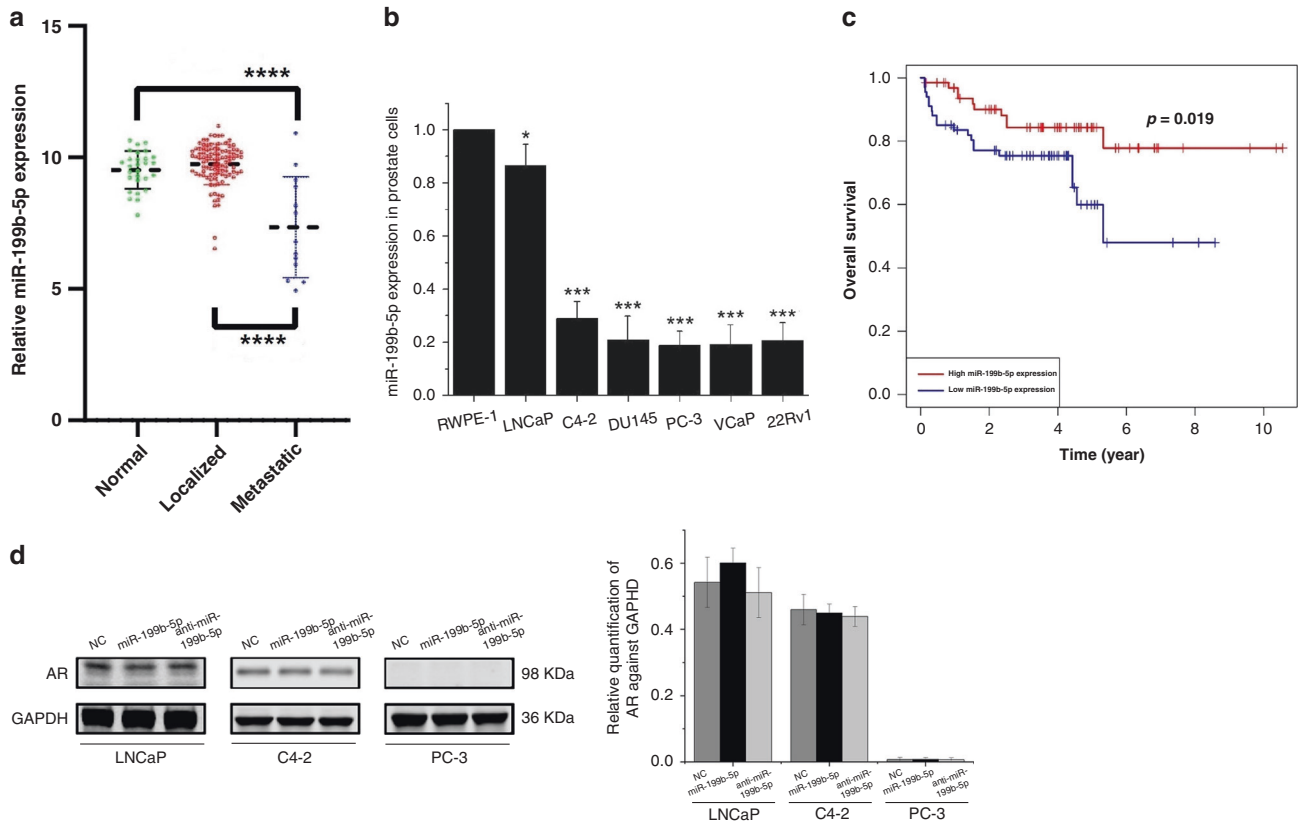 a
Relative miR-199b-5p expression
15
10
5
0
****
****
Normal
Localized
Metastatic
b
miR-199b-5p expression in prostate cells
1.0
0.8
0.6
0.4
0.2
0.0
*
***
***
***
***
***
RWPE-1
LNCaP
C4-2
DU145
PC-3
VCaP
22Rv1
c
Overall survival
1.0
0.8
0.6
0.4
0.2
0.0
p = 0.019
High miR-199b-5p expression
Low miR-199b-5p expression
0 2 4 6 8 10
Time (year)
d
NC
miR-199b-5p
anti-miR-
199b-5p
NC
miR-199b-5p
anti-miR-
199b-5p
NC
miR-199b-5p
anti-miR-
199b-5p
AR
98 KDa
GAPDH
36 KDa
LNCaP
C4-2
PC-3
Relative quantification of
AR against GAPHD
0.6
0.4
0.2
0.0
NC
miR-199b-5p
anti-miR-
199b-5p
NC
miR-199b-5p
anti-miR-
199b-5p
NC
miR-199b-5p
anti-miR-
199b-5p
LNCaP
C4-2
PC-3